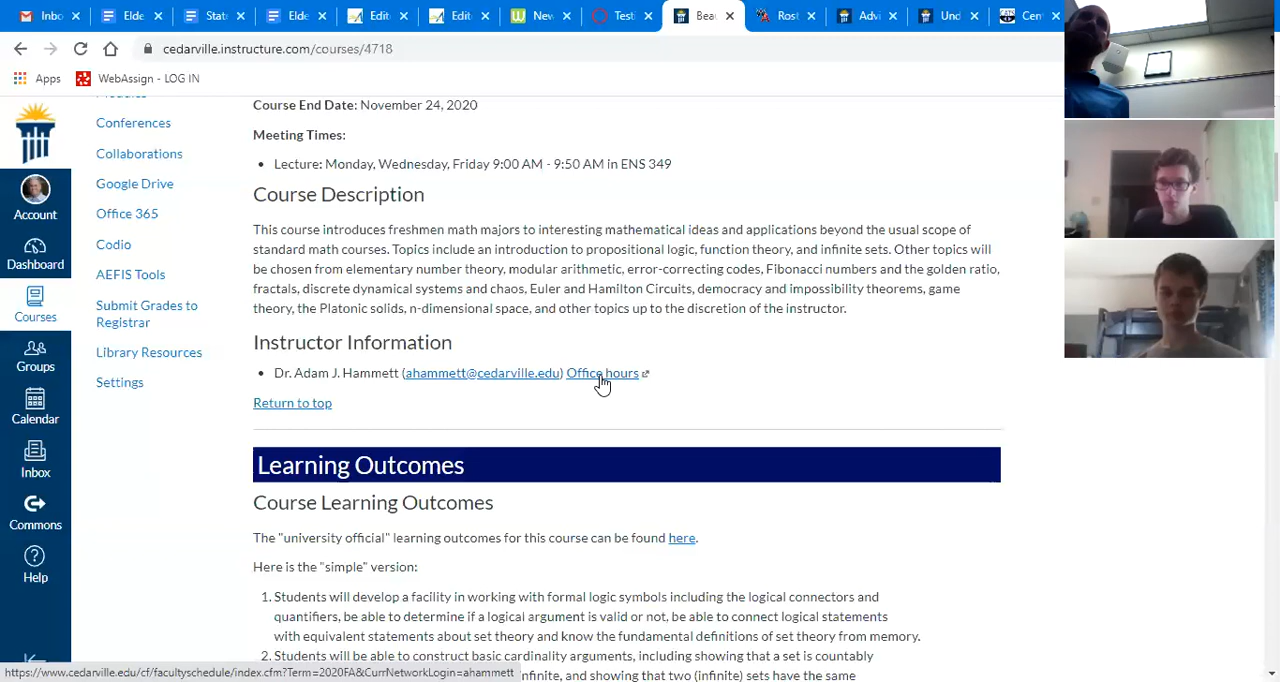 Inbo
Elde
State
Elde
Edit
Edit
New
Test
Bea
Rost
Advi
Und
Cen
cedarville.instructure.com/courses/4718
Apps
WebAssign - LOG IN
Account
Dashboard
Courses
Groups
Calendar
Inbox
Commons
Help
Conferences
Collaborations
Google Drive
Office 365
Codio
AEFIS Tools
Submit Grades to
Registrar
Library Resources
Settings
Course End Date: November 24, 2020
Meeting Times:
Lecture: Monday, Wednesday, Friday 9:00 AM - 9:50 AM in ENS 349
Course Description
This course introduces freshmen math majors to interesting mathematical ideas and applications beyond the usual scope of
standard math courses. Topics include an introduction to propositional logic, function theory, and infinite sets. Other topics will
be chosen from elementary number theory, modular arithmetic, error-correcting codes, Fibonacci numbers and the golden ratio,
fractals, discrete dynamical systems and chaos, Euler and Hamilton Circuits, democracy and impossibility theorems, game
theory, the Platonic solids, n-dimensional space, and other topics up to the discretion of the instructor.
Instructor Information
Dr. Adam J. Hammett (ahammett@cedarville.edu) Office hours
Return to top
Learning Outcomes
Course Learning Outcomes
The "university official" learning outcomes for this course can be found here.
Here is the "simple" version:
1. Students will develop a facility in working with formal logic symbols including the logical connectors and
quantifiers, be able to determine if a logical argument is valid or not, be able to connect logical statements
with equivalent statements about set theory and know the fundamental definitions of set theory from memory.
2. Students will be able to construct basic cardinality arguments, including showing that a set is countably
infinite, and showing that two (infinite) sets have the same
https://www.cedarville.edu/cf/facultyschedule/index.cfm?Term=2020FA&CurrNetworkLogin=ahammett